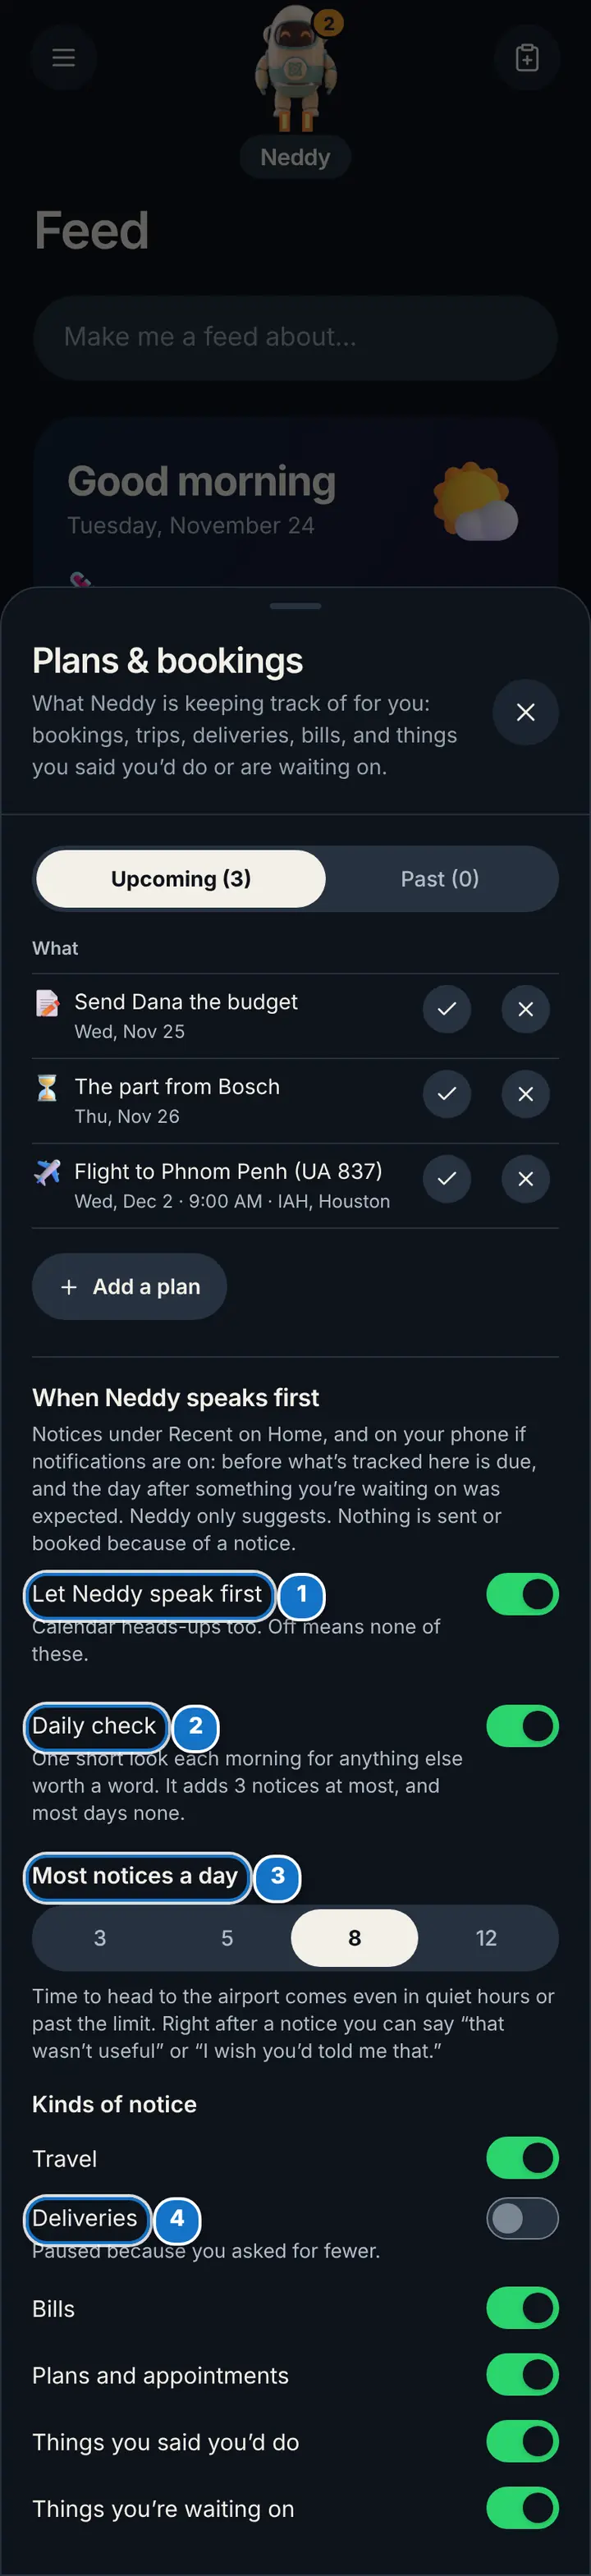 2
Neddy
Feed
Make me a feed about...
Good morning
Tuesday, November 24
Plans & bookings
What Neddy is keeping track of for you:
bookings, trips, deliveries, bills, and things
you said you’d do or are waiting on.
Upcoming (3)
Past (0)
What
Send Dana the budget
Wed, Nov 25
The part from Bosch
Thu, Nov 26
Flight to Phnom Penh (UA 837)
Wed, Dec 2 · 9:00 AM · IAH, Houston
+ Add a plan
When Neddy speaks first
Notices under Recent on Home, and on your phone if
notifications are on: before what’s tracked here is due,
and the day after something you’re waiting on was
expected. Neddy only suggests. Nothing is sent or
booked because of a notice.
Let Neddy speak first 1
Calendar heads-ups too. Off means none of
these.
Daily check 2
One short look each morning for anything else
worth a word. It adds 3 notices at most, and
most days none.
Most notices a day 3
3 5 8 12
Time to head to the airport comes even in quiet hours or
past the limit. Right after a notice you can say “that
wasn’t useful” or “I wish you’d told me that.”
Kinds of notice
Travel
Deliveries 4
Paused because you asked for fewer.
Bills
Plans and appointments
Things you said you’d do
Things you’re waiting on